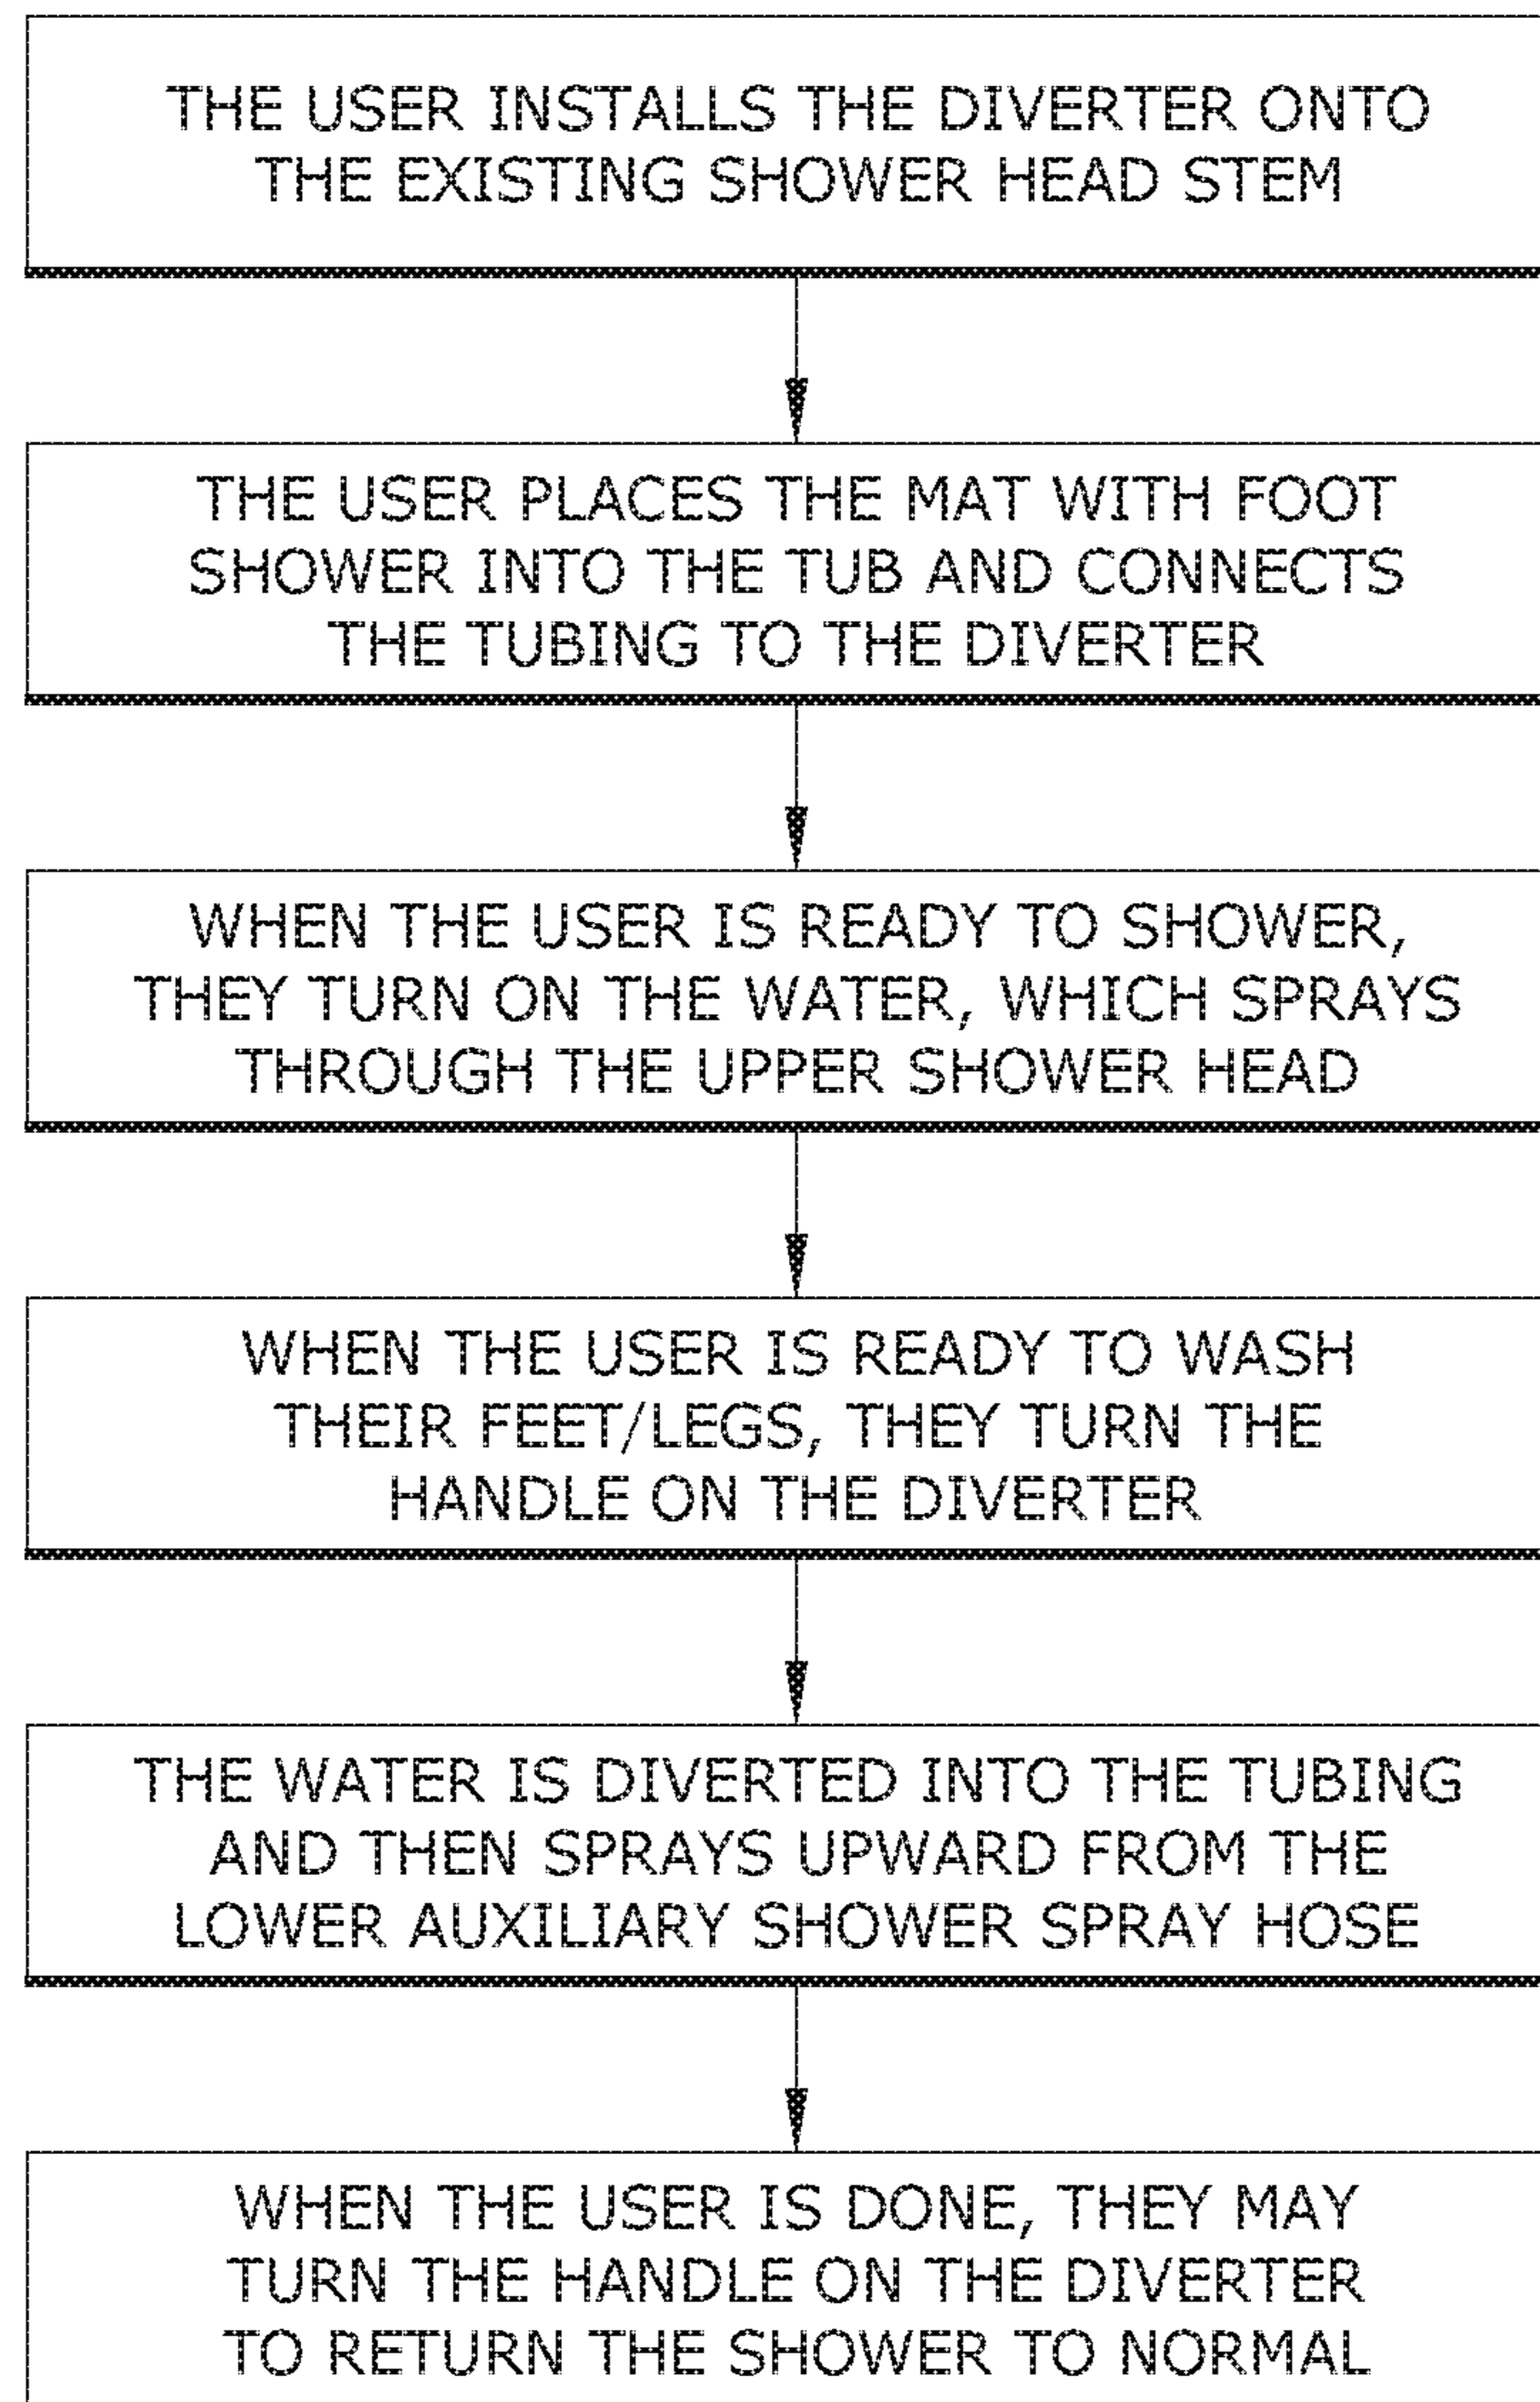 THE USER INSTALLS THE DIVERTER ONTO
THE EXISTING SHOWER HEAD STEM
THE USER PLACES THE MAT WITH FOOT
SHOWER INTO THE TUB AND CONNECTS
THE TUBING TO THE DIVERTER
WHEN THE USER IS READY TO SHOWER,
THEY TURN ON THE WATER, WHICH SPRAYS
THROUGH THE UPPER SHOWER HEAD
WHEN THE USER IS READY TO WASH
THEIR FEET/LEGS, THEY TURN THE
HANDLE ON THE DIVERTER
THE WATER IS DIVERTED INTO THE TUBING
AND THEN SPRAYS UPWARD FROM THE
LOWER AUXILIARY SHOWER SPRAY HOSE
WHEN THE USER IS DONE, THEY MAY
TURN THE HANDLE ON THE DIVERTER
TO RETURN THE SHOWER TO NORMAL